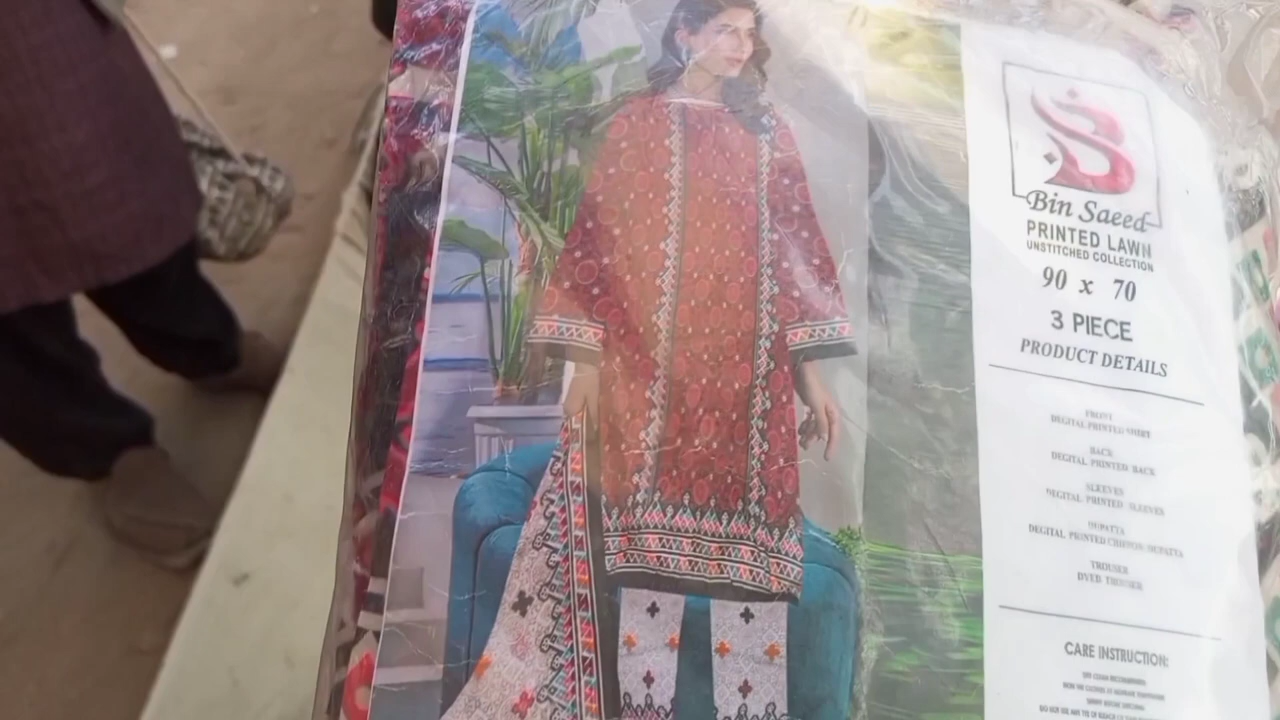 Bin Saeed
PRINTED LAWN
UNSTITCHED COLLECTION
90 x 70
3 PIECE
PRODUCT DETAILS
FRONT
DEGITAL PRINTED SHIRT
BACK
DEGITAL PRINTED BACK
SLEEVES
DEGITAL PRINTED SLEEVES
DUPATTA
DEGITAL PRINTED CHIFFON DUPATTA
TROUSER
DYED TROUSER
CARE INSTRUCTION: